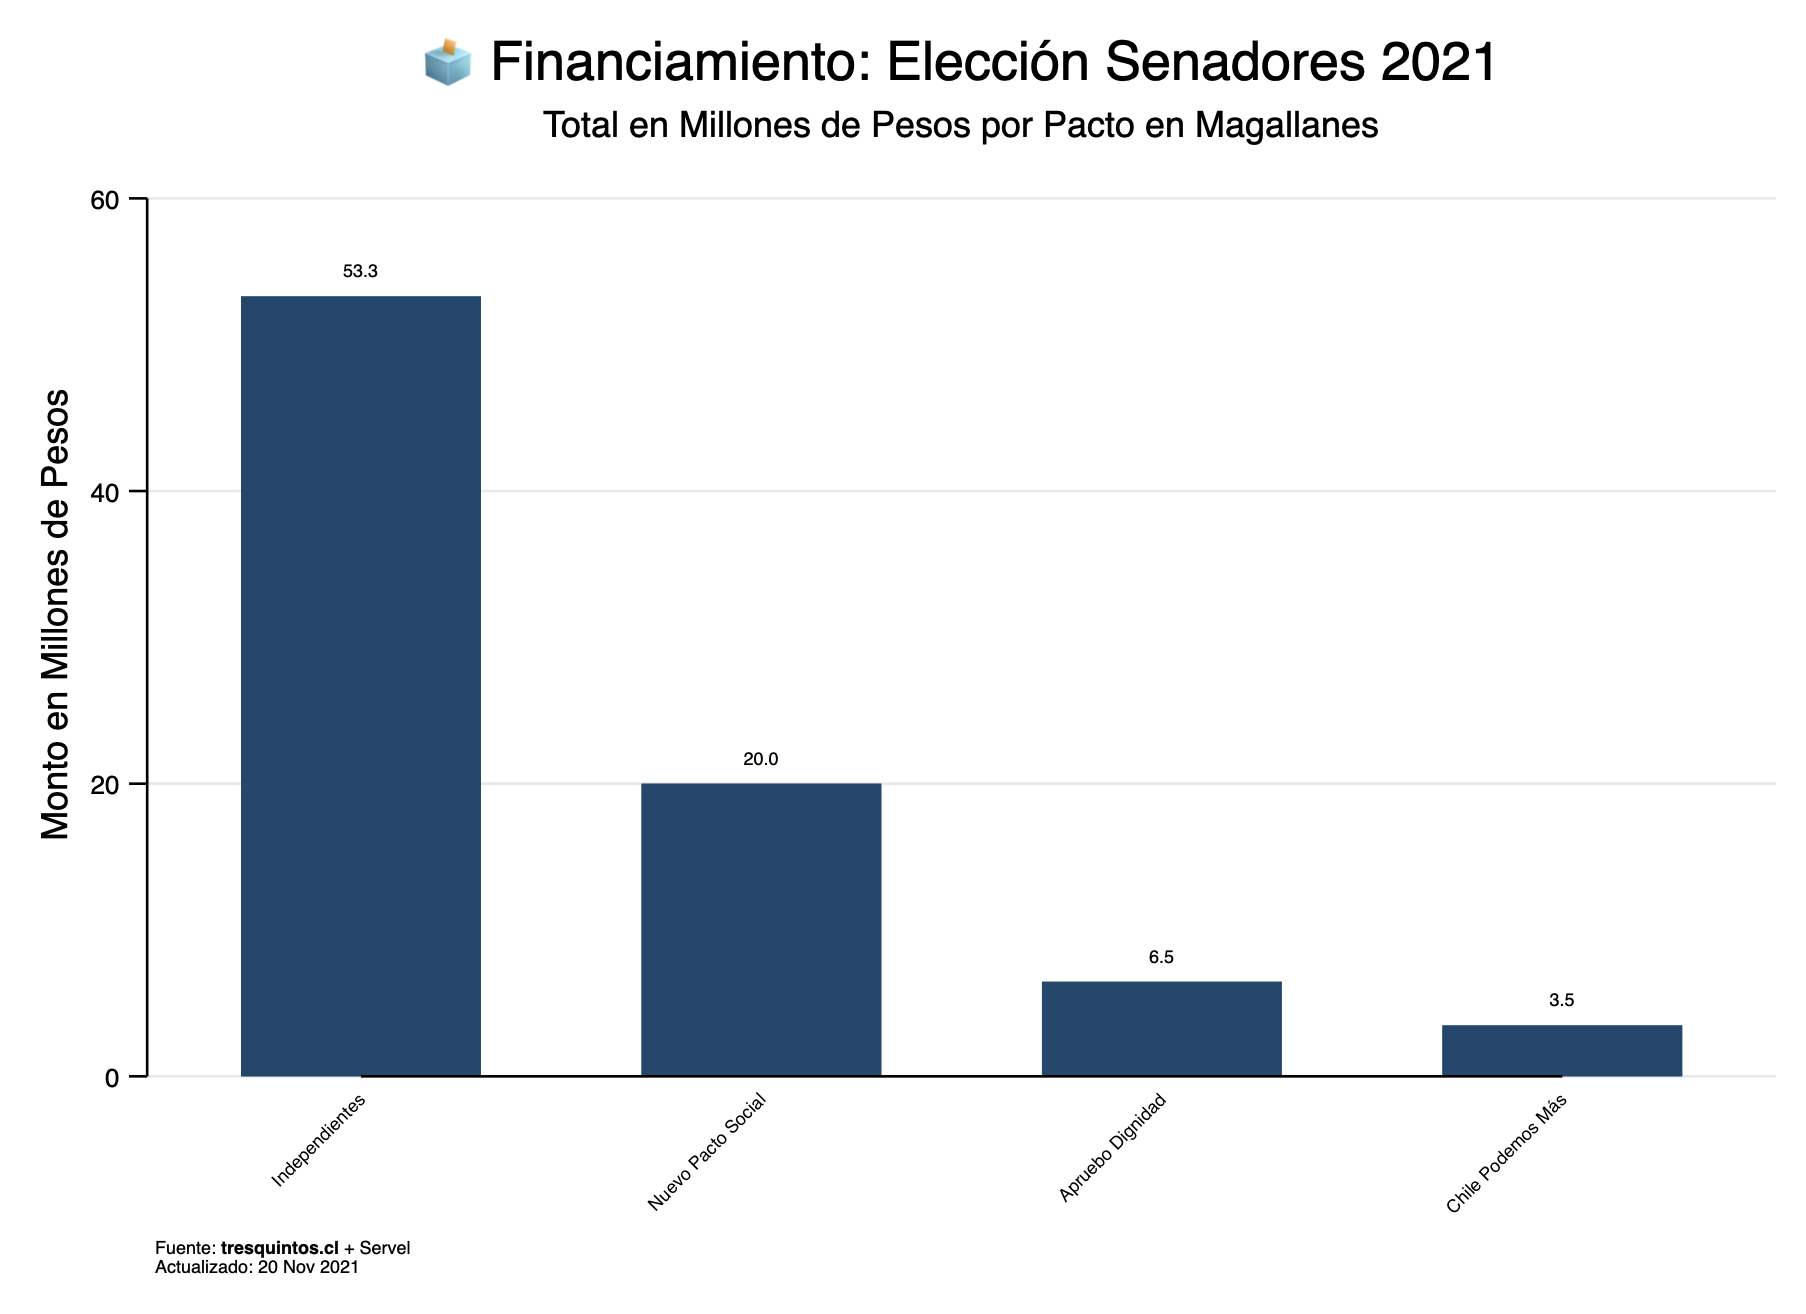 Financiamiento: Elección Senadores 2021
Total en Millones de Pesos por Pacto en Magallanes
Monto en Millones de Pesos
60
40
20
0
53.3
20.0
6.5
3.5
Independientes
Nuevo Pacto Social
Apruebo Dignidad
Chile Podemos Más
Fuente: tresquintos.cl + Servel
Actualizado: 20 Nov 2021